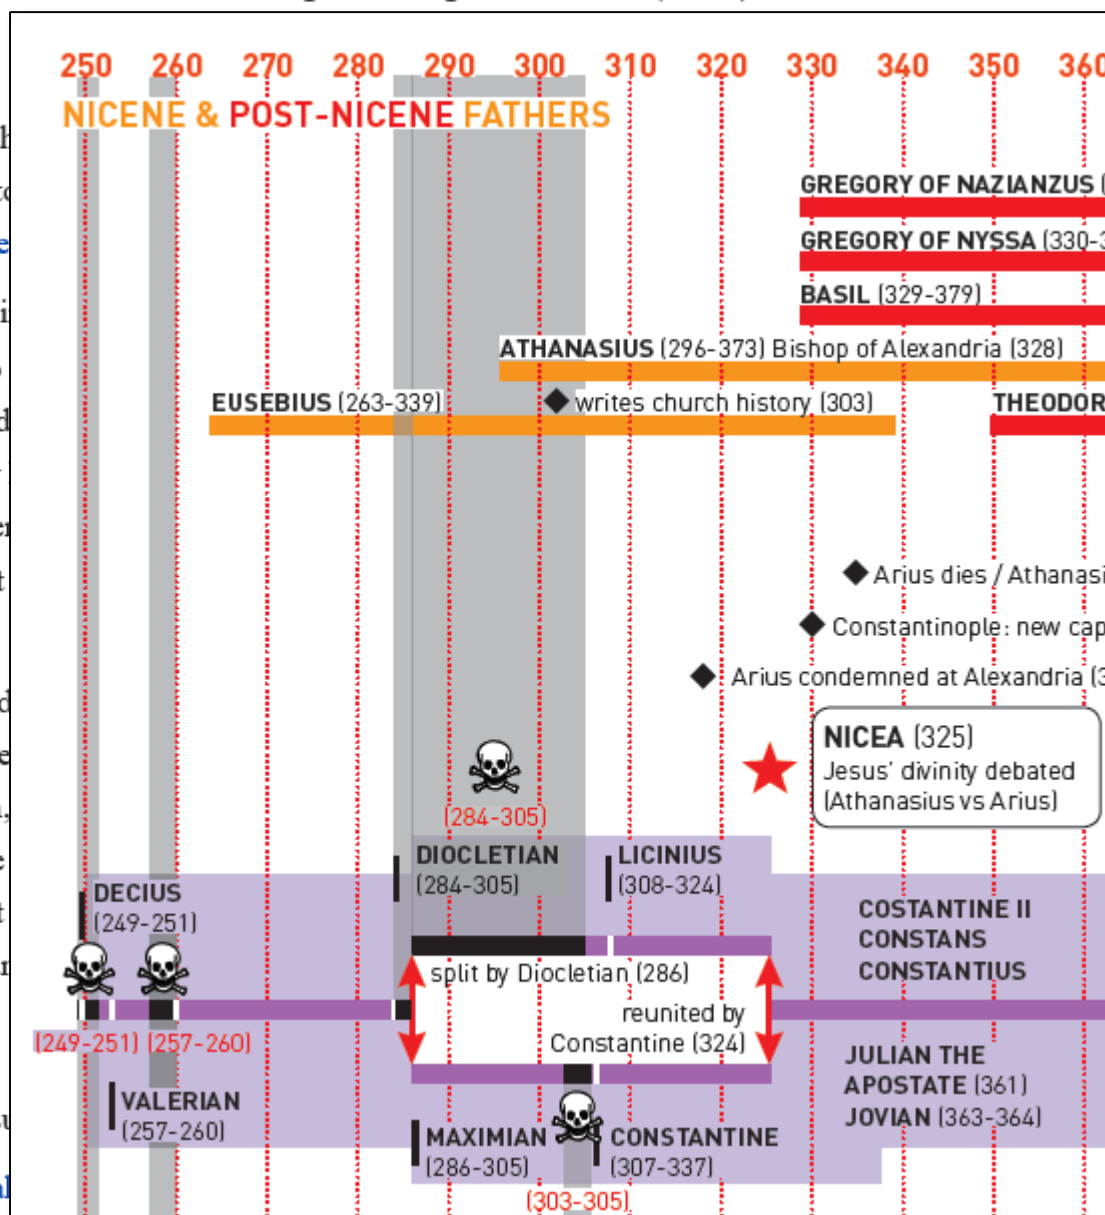 250 260 270 280 290 300 310 320 330 340 350 360
NICENE & POST-NICENE FATHERS
GREGORY OF NAZIANZUS (
GREGORY OF NYSSA (330-3
BASIL (329-379)
ATHANASIUS (296-373) Bishop of Alexandria (328)
EUSEBIUS (263-339) writes church history (303)
THEODOR
Arius dies / Athanasi
Constantinople: new cap
Arius condemned at Alexandria (3
NICEA (325)
Jesus' divinity debated
(Athanasius vs Arius)
(284-305)
DIOCLETIAN
(284-305)
LICINIUS
(308-324)
DECIUS
(249-251)
COSTANTINE II
CONSTANS
CONSTANTIUS
split by Diocletian (286)
reunited by
Constantine (324)
(249-251) (257-260)
JULIAN THE
APOSTATE (361)
JOVIAN (363-364)
VALERIAN
(257-260)
MAXIMIAN
(286-305)
CONSTANTINE
(307-337)
(303-305)